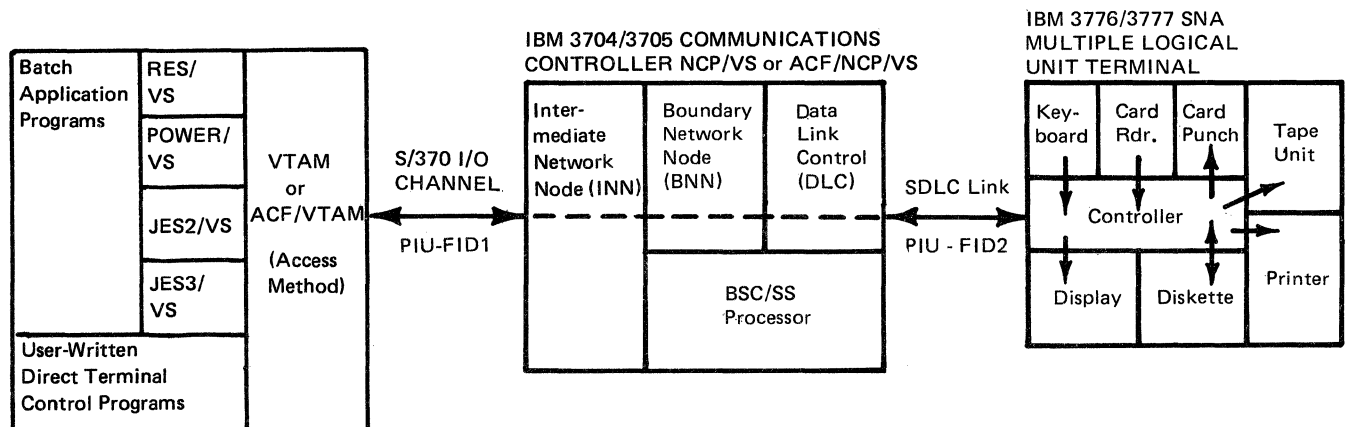 Batch
Application
Programs
RES/
VS
POWER/
VS
JES2/VS
JES3/
VS
User-Written
Direct Terminal
Control Programs
VTAM
or
ACF/VTAM
(Access
Method)
S/370 I/O
CHANNEL
PIU-FID1
IBM 3704/3705 COMMUNICATIONS
CONTROLLER NCP/VS or ACF/NCP/VS
Inter-
mediate
Network
Node (INN)
Boundary
Network
Node
(BNN)
Data
Link
Control
(DLC)
BSC/SS
Processor
SDLC Link
PIU - FID2
IBM 3776/3777 SNA
MULTIPLE LOGICAL
UNIT TERMINAL
Key-
board
Card
Rdr.
Card
Punch
Tape
Unit
Controller
Display
Diskette
Printer